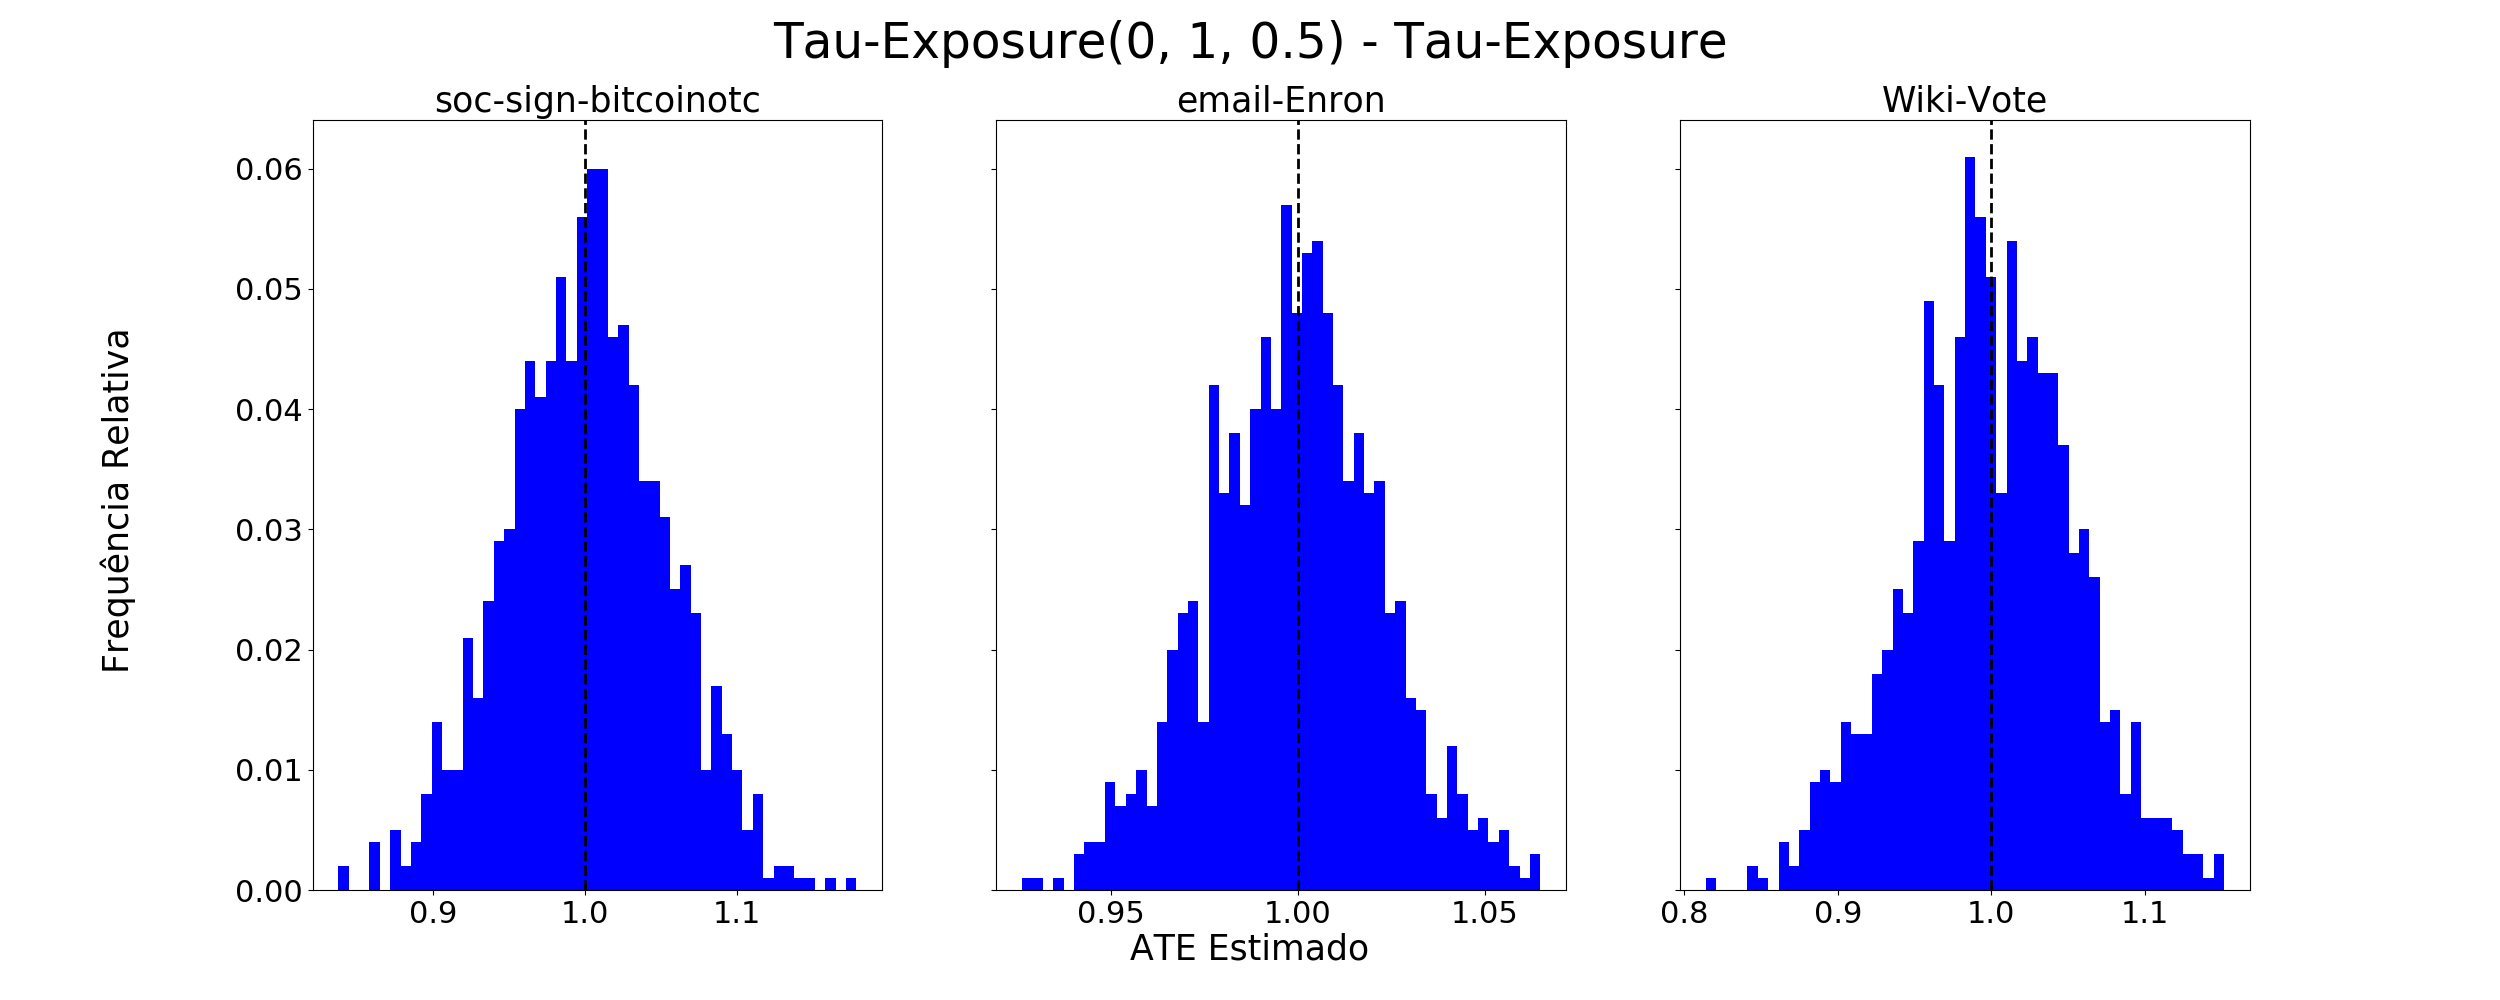 Tau-Exposure(0, 1, 0.5) - Tau-Exposure
soc-sign-bitcoinotc
email-Enron
Wiki-Vote
Frequência Relativa
0.06
0.05
0.04
0.03
0.02
0.01
0.00
0.9 1.0 1.1
0.95 1.00 1.05
0.8 0.9 1.0 1.1
ATE Estimado